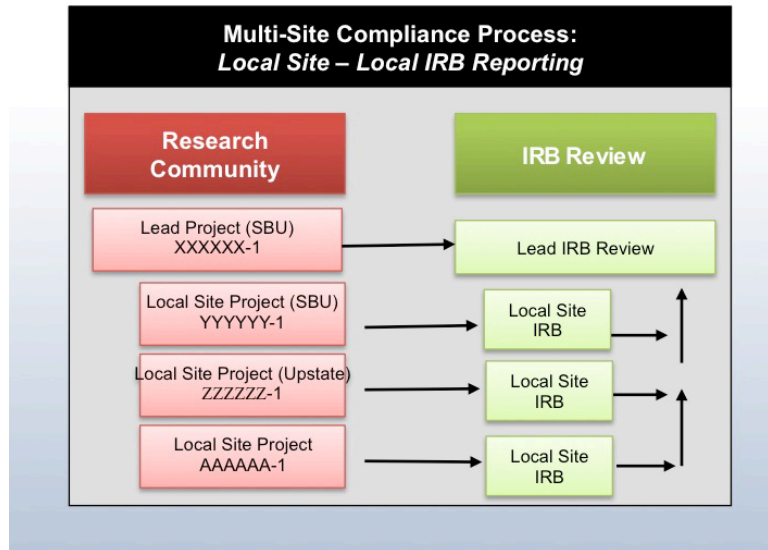 Multi-Site Compliance Process:
Local Site – Local IRB Reporting
Research
Community
IRB Review
Lead Project (SBU)
XXXXXX-1
Lead IRB Review
Local Site Project (SBU)
YYYYYY-1
Local Site
IRB
Local Site Project (Upstate)
ZZZZZZ-1
Local Site
IRB
Local Site Project
AAAAAA-1
Local Site
IRB